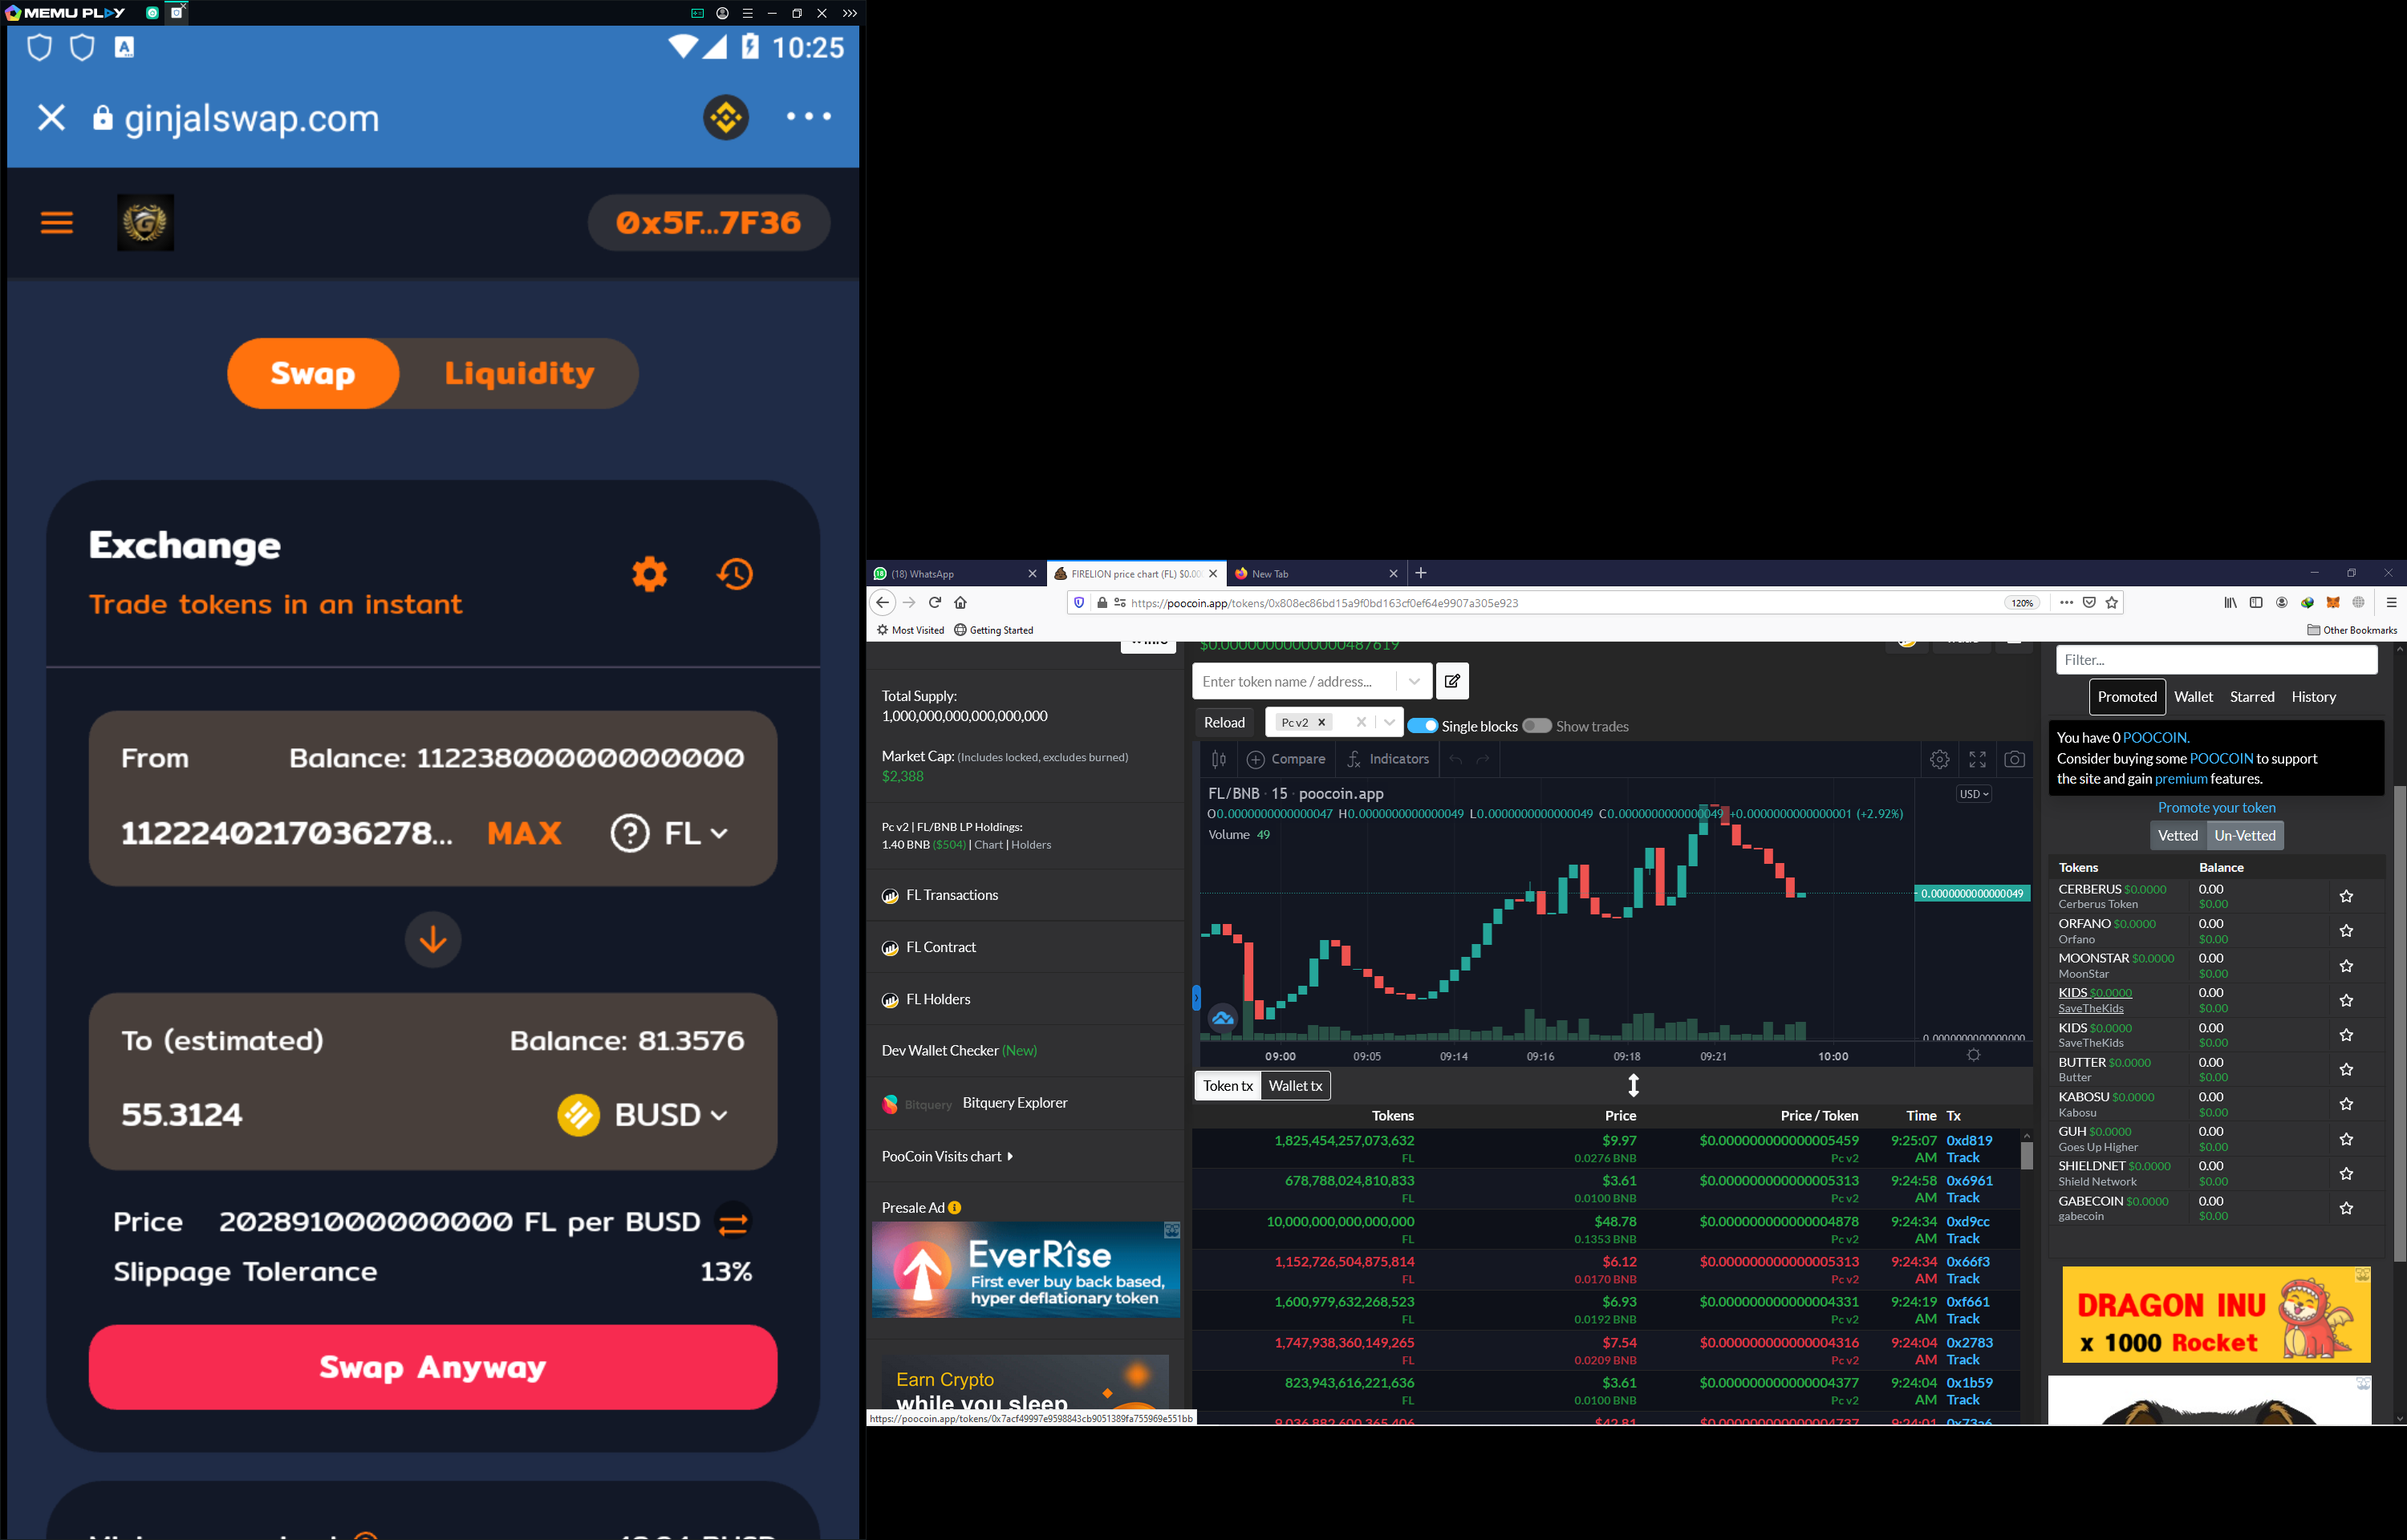 MEMU PLAY
10:25
ginjalswap.com
0x5F...7F36
Swap
Liquidity
Exchange
Trade tokens in an instant
From
Balance: 112238000000000000
1122240217036278...
MAX
FL
To (estimated)
Balance: 81.3576
55.3124
BUSD
Price
202891000000000 FL per BUSD
Slippage Tolerance
13%
Swap Anyway
(18) WhatsApp
FIRELION price chart (FL) $0.00
New Tab
https://poocoin.app/tokens/0x808ec86bd15a9f0bd163cf0ef64e9907a305e923
120%
Most Visited
Getting Started
Other Bookmarks
Total Supply:
1,000,000,000,000,000,000
Market Cap: (Includes locked, excludes burned)
$2,388
Pc v2 | FL/BNB LP Holdings:
1.40 BNB ($504) | Chart | Holders
FL Transactions
FL Contract
FL Holders
Dev Wallet Checker (New)
Bitquery Bitquery Explorer
PooCoin Visits chart
Presale Ad
EverRîse
First ever buy back based,
hyper deflationary token
Earn Crypto
while you sleep
https://poocoin.app/tokens/0x7acf49997e9598843cb9051389fa755969e551bb
Enter token name / address...
Reload
Pc v2
Single blocks
Show trades
Compare
Indicators
FL/BNB · 15 · poocoin.app
USD
O0.0000000000000047 H0.0000000000000049 L0.0000000000000049 C0.0000000000000049 +0.0000000000000001 (+2.92%)
Volume 49
0.0000000000000049
09:00
09:05
09:14
09:16
09:18
09:21
10:00
Token tx
Wallet tx
Tokens Price Price / Token Time Tx
1,825,454,257,073,632 $9.97 $0.000000000000005459 9:25:07 0xd819
FL 0.0276 BNB Pc v2 AM Track
678,788,024,810,833 $3.61 $0.000000000000005313 9:24:58 0x6961
FL 0.0100 BNB Pc v2 AM Track
10,000,000,000,000,000 $48.78 $0.000000000000004878 9:24:34 0xd9cc
FL 0.1353 BNB Pc v2 AM Track
1,152,726,504,875,814 $6.12 $0.000000000000005313 9:24:34 0x66f3
FL 0.0170 BNB Pc v2 AM Track
1,600,979,632,268,523 $6.93 $0.000000000000004331 9:24:19 0xf661
FL 0.0192 BNB Pc v2 AM Track
1,747,938,360,149,265 $7.54 $0.000000000000004316 9:24:04 0x2783
FL 0.0209 BNB Pc v2 AM Track
823,943,616,221,636 $3.61 $0.000000000000004377 9:24:04 0x1b59
FL 0.0100 BNB Pc v2 AM Track
Filter...
Promoted
Wallet
Starred
History
You have 0 POOCOIN.
Consider buying some POOCOIN to support
the site and gain premium features.
Promote your token
Vetted
Un-Vetted
Tokens Balance
CERBERUS $0.0000 0.00
Cerberus Token $0.00
ORFANO $0.0000 0.00
Orfano $0.00
MOONSTAR $0.0000 0.00
MoonStar $0.00
KIDS $0.0000 0.00
SaveTheKids $0.00
KIDS $0.0000 0.00
SaveTheKids $0.00
BUTTER $0.0000 0.00
Butter $0.00
KABOSU $0.0000 0.00
Kabosu $0.00
GUH $0.0000 0.00
Goes Up Higher $0.00
SHIELDNET $0.0000 0.00
Shield Network $0.00
GABECOIN $0.0000 0.00
gabecoin $0.00
DRAGON INU
x 1000 Rocket